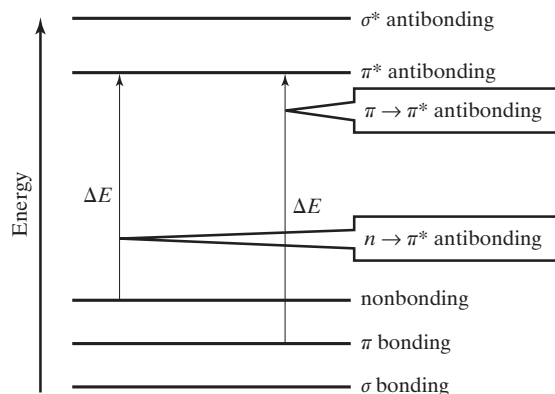 σ* antibonding
π* antibonding
π → π* antibonding
ΔE
ΔE
Energy
n → π* antibonding
nonbonding
π bonding
σ bonding